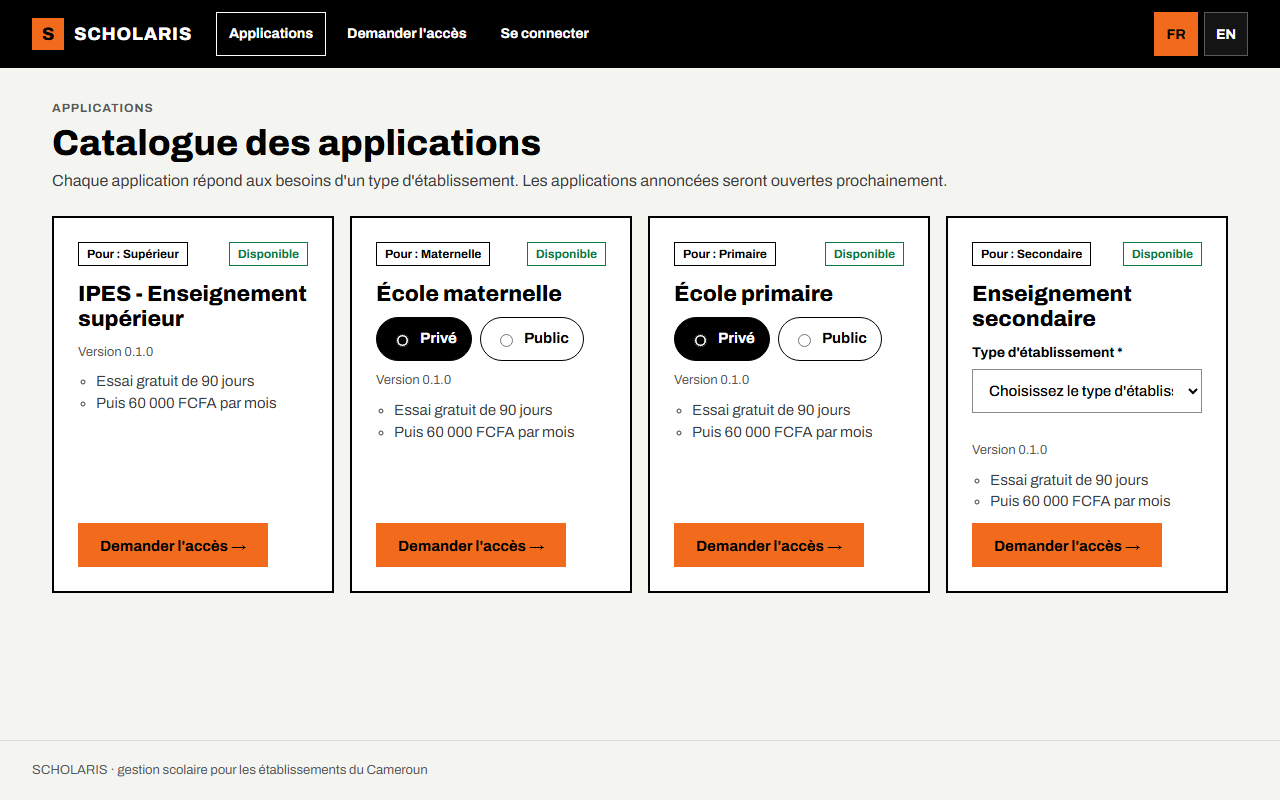 S SCHOLARIS Applications Demander l'accès Se connecter FR EN
APPLICATIONS
Catalogue des applications
Chaque application répond aux besoins d'un type d'établissement. Les applications annoncées seront ouvertes prochainement.
Pour : Supérieur Disponible
IPES - Enseignement
supérieur
Version 0.1.0
Essai gratuit de 90 jours
Puis 60 000 FCFA par mois
Demander l'accès →
Pour : Maternelle Disponible
École maternelle
Privé Public
Version 0.1.0
Essai gratuit de 90 jours
Puis 60 000 FCFA par mois
Demander l'accès →
Pour : Primaire Disponible
École primaire
Privé Public
Version 0.1.0
Essai gratuit de 90 jours
Puis 60 000 FCFA par mois
Demander l'accès →
Pour : Secondaire Disponible
Enseignement
secondaire
Type d'établissement *
Choisissez le type d'établis
Version 0.1.0
Essai gratuit de 90 jours
Puis 60 000 FCFA par mois
Demander l'accès →
SCHOLARIS · gestion scolaire pour les établissements du Cameroun